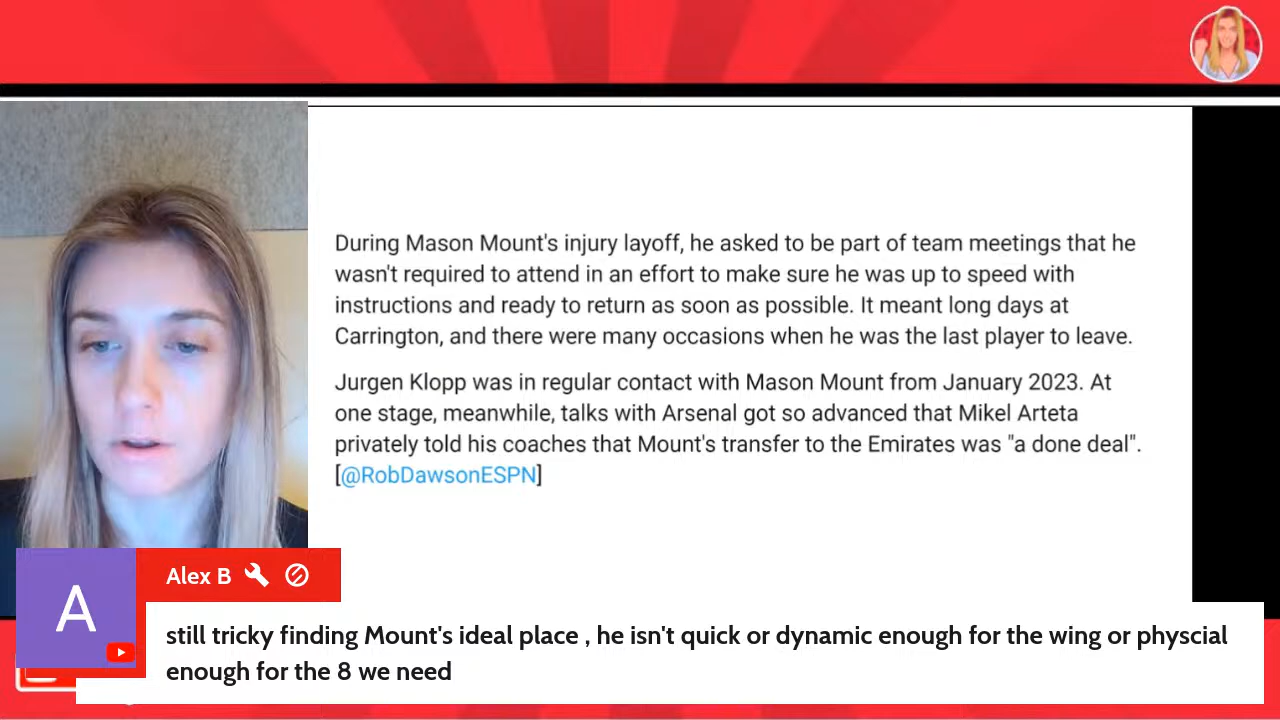 During Mason Mount's injury layoff, he asked to be part of team meetings that he
wasn't required to attend in an effort to make sure he was up to speed with
instructions and ready to return as soon as possible. It meant long days at
Carrington, and there were many occasions when he was the last player to leave.
Jurgen Klopp was in regular contact with Mason Mount from January 2023. At
one stage, meanwhile, talks with Arsenal got so advanced that Mikel Arteta
privately told his coaches that Mount's transfer to the Emirates was "a done deal".
[@RobDawsonESPN]
A
Alex B
still tricky finding Mount's ideal place , he isn't quick or dynamic enough for the wing or physcial
enough for the 8 we need